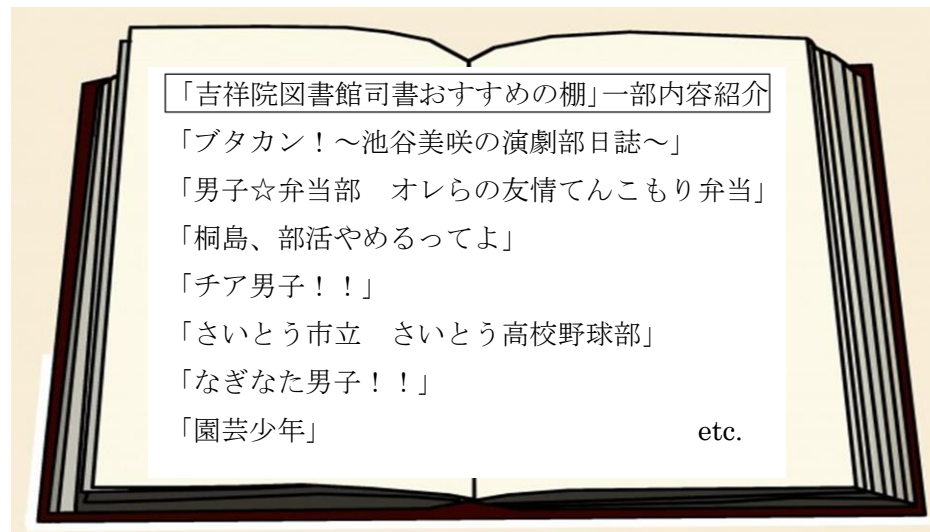 「吉祥院図書館司書おすすめの棚」一部内容紹介
「ブタカン！～池谷美咲の演劇部日誌～」
「男子☆弁当部　オレらの友情てんこもり弁当」
「桐島、部活やめるってよ」
「チア男子！！」
「さいとう市立　さいとう高校野球部」
「なぎなた男子！！」
「園芸少年」　etc.